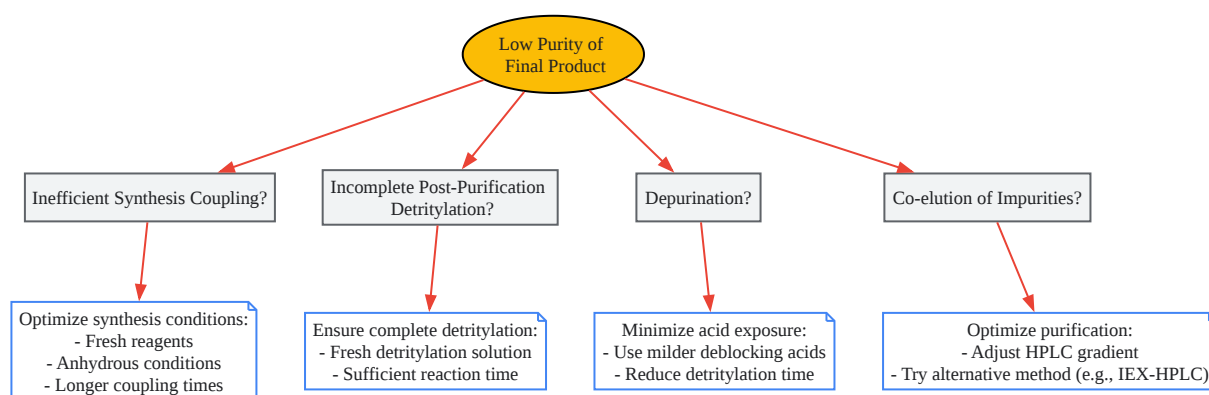 Low Purity of
Final Product
Inefficient Synthesis Coupling?
Incomplete Post-Purification
Detritylation?
Depurination?
Co-elution of Impurities?
Optimize synthesis conditions:
- Fresh reagents
- Anhydrous conditions
- Longer coupling times
Ensure complete detritylation:
- Fresh detritylation solution
- Sufficient reaction time
Minimize acid exposure:
- Use milder deblocking acids
- Reduce detritylation time
Optimize purification:
- Adjust HPLC gradient
- Try alternative method (e.g., IEX-HPLC)